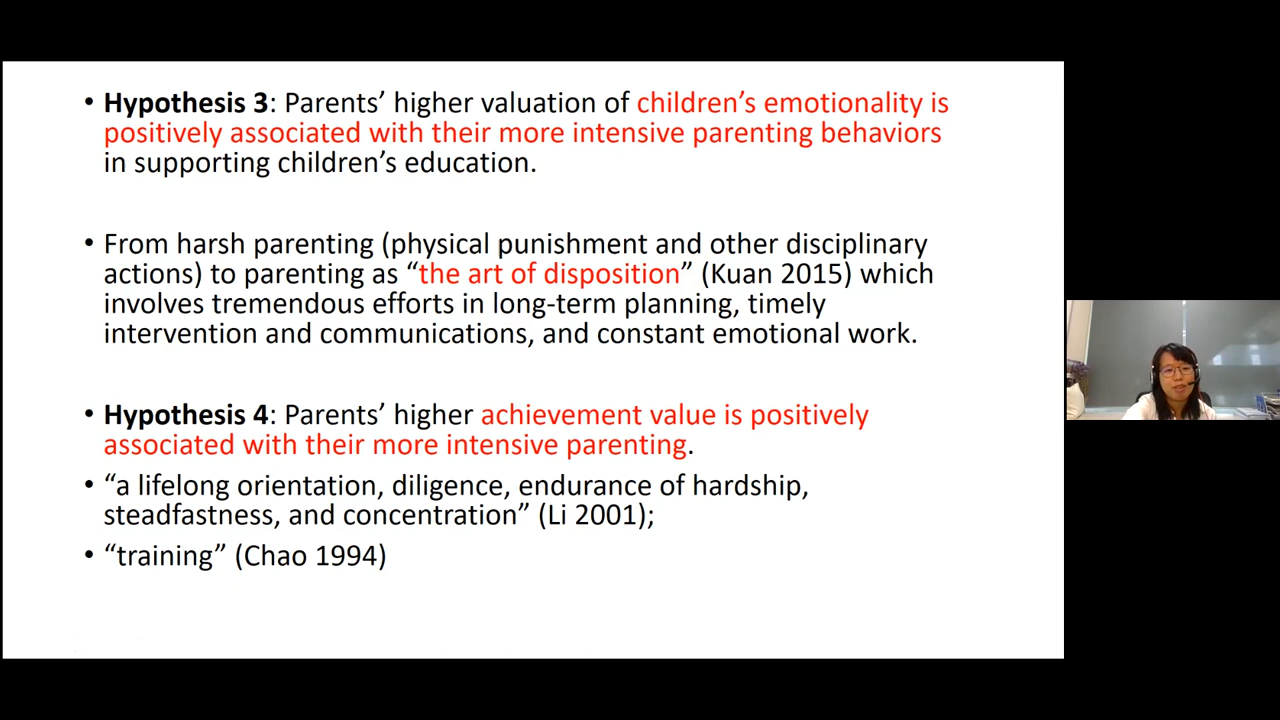 • Hypothesis 3: Parents’ higher valuation of children’s emotionality is
positively associated with their more intensive parenting behaviors
in supporting children’s education.
• From harsh parenting (physical punishment and other disciplinary
actions) to parenting as “the art of disposition” (Kuan 2015) which
involves tremendous efforts in long-term planning, timely
intervention and communications, and constant emotional work.
• Hypothesis 4: Parents’ higher achievement value is positively
associated with their more intensive parenting.
• “a lifelong orientation, diligence, endurance of hardship,
steadfastness, and concentration” (Li 2001);
• “training” (Chao 1994)